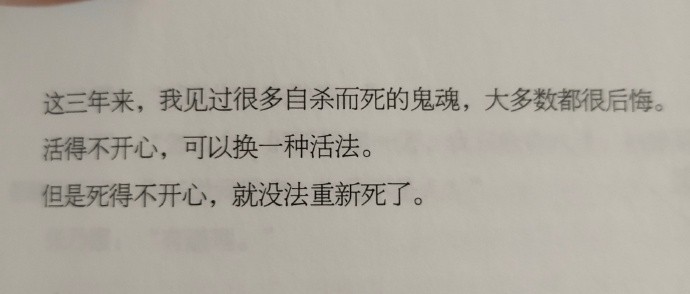 这三年来，我见过很多自杀而死的鬼魂，大多数都很后悔。
活得不开心，可以换一种活法。
但是死得不开心，就没法重新死了。